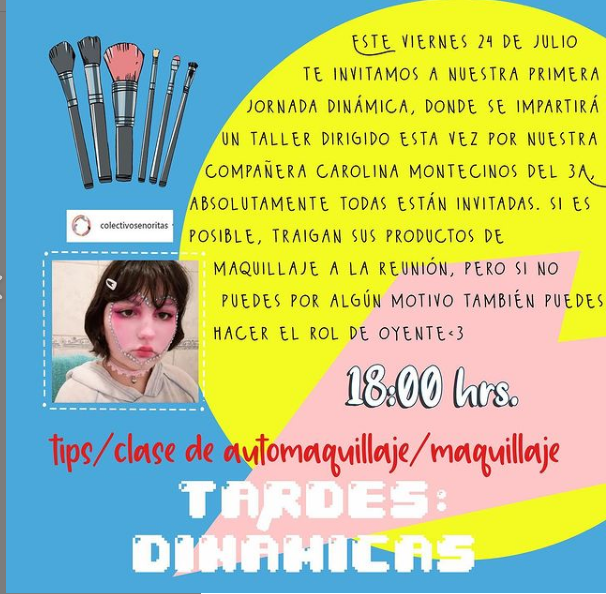 ESTE VIERNES 24 DE JULIO
TE INVITAMOS A NUESTRA PRIMERA
JORNADA DINÁMICA, DONDE SE IMPARTIRÁ
UN TALLER DIRIGIDO ESTA VEZ POR NUESTRA
COMPAÑERA CAROLINA MONTECINOS DEL 3A,
ABSOLUTAMENTE TODAS ESTÁN INVITADAS. SI ES
POSIBLE, TRAIGAN SUS PRODUCTOS DE
MAQUILLAJE A LA REUNIÓN, PERO SI NO
PUEDES POR ALGÚN MOTIVO TAMBIÉN PUEDES
HACER EL ROL DE OYENTE<3
colectivosenoritas
18:00 hrs.
tips/clase de automaquillaje/maquillaje
TARDES:
DINÁMICAS